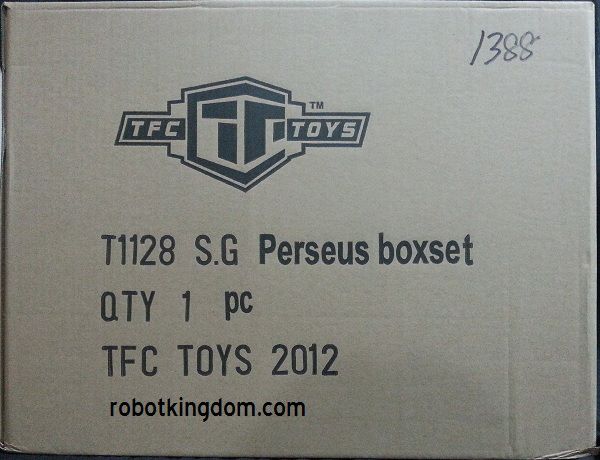 1388
TFC TOYS ™
T1128 S.G Perseus boxset
QTY 1 pc
TFC TOYS 2012
robotkingdom.com